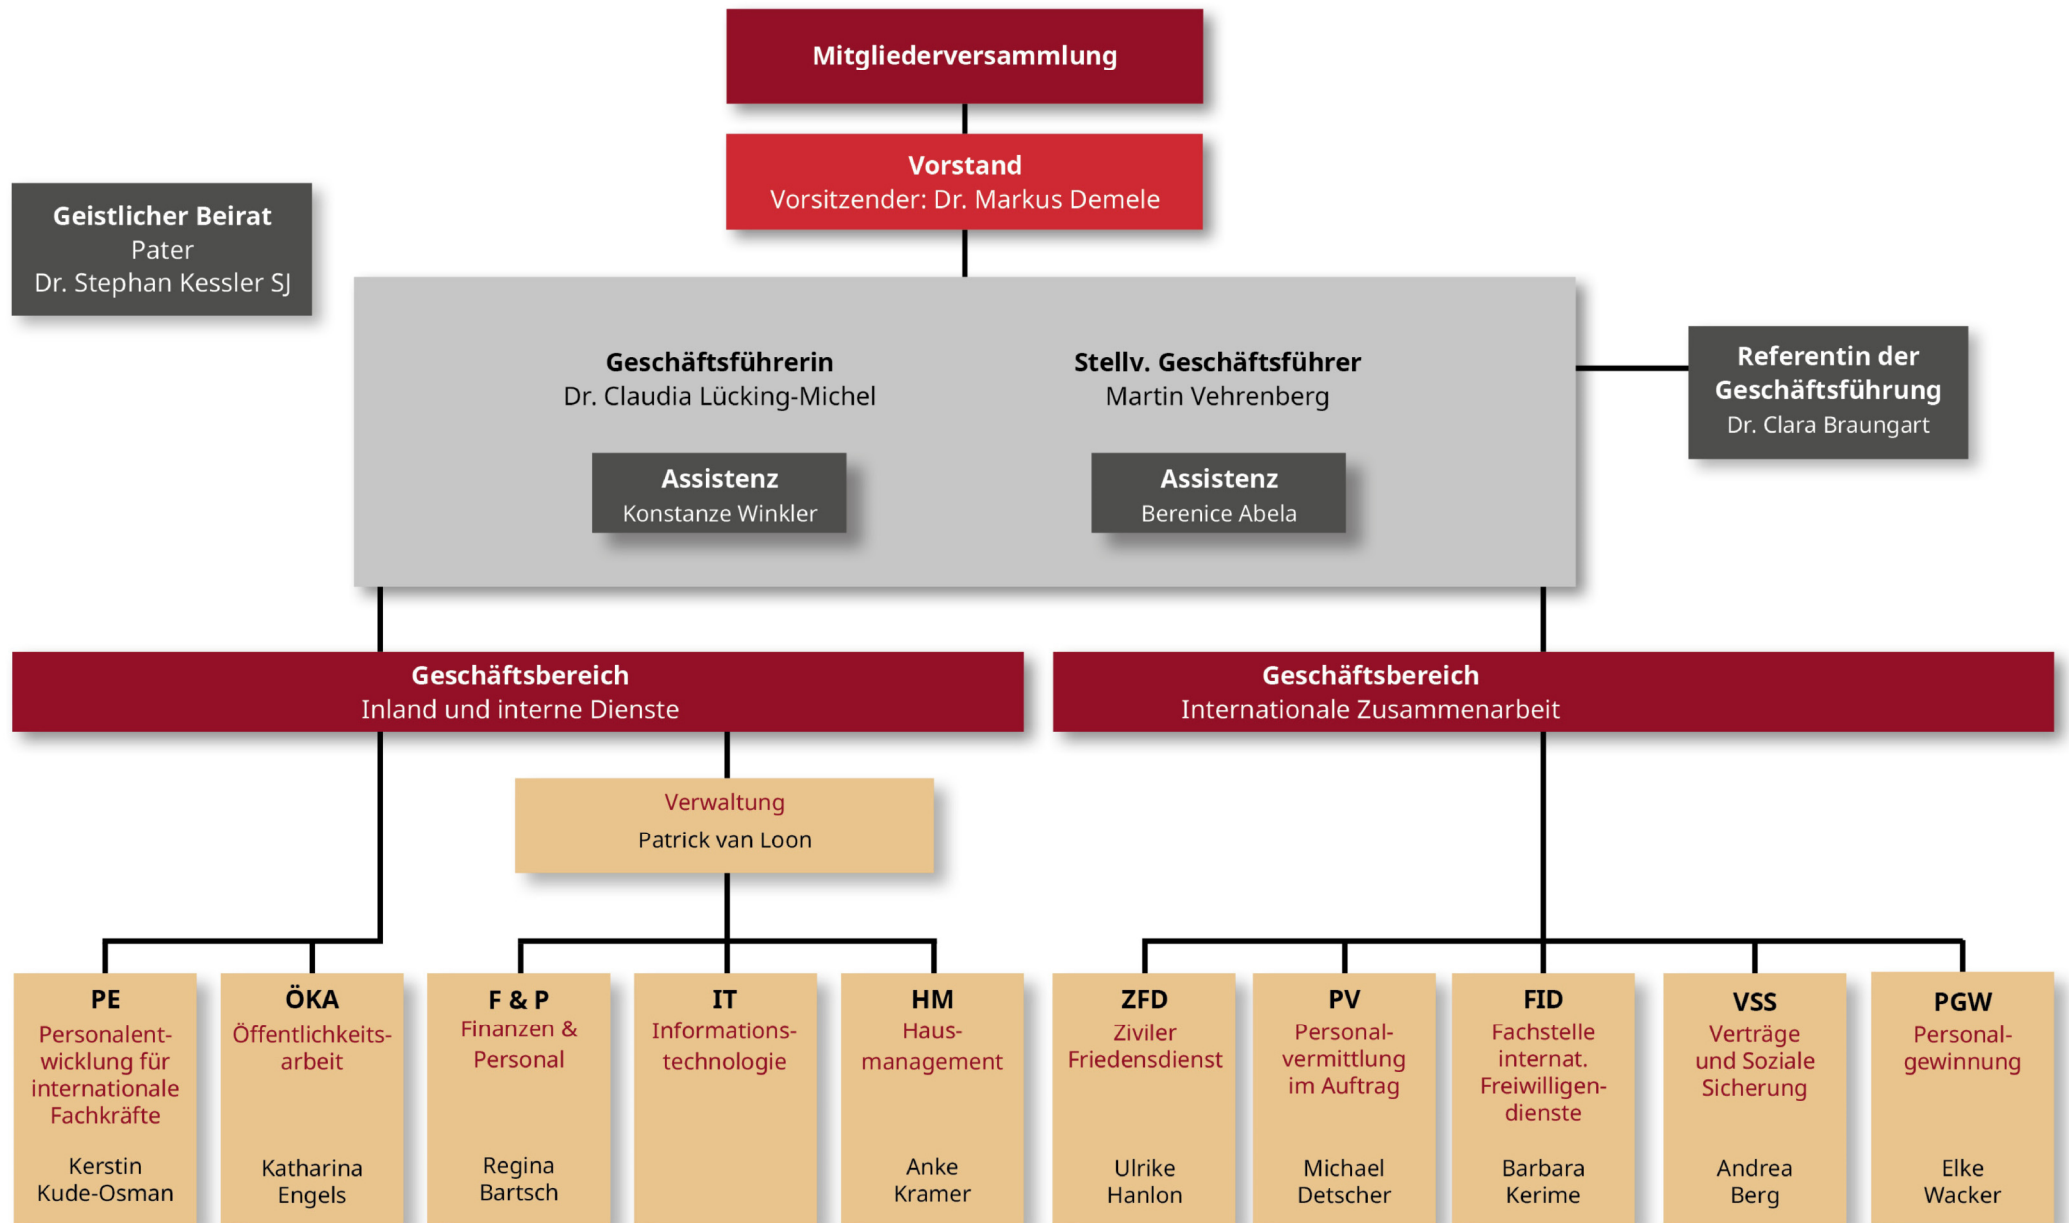 Mitgliederversammlung
Vorstand
Vorsitzender: Dr. Markus Demele
Geistlicher Beirat
Pater
Dr. Stephan Kessler SJ
Geschäftsführerin
Dr. Claudia Lücking-Michel
Stellv. Geschäftsführer
Martin Vehrenberg
Referentin der
Geschäftsführung
Dr. Clara Braungart
Assistenz
Konstanze Winkler
Assistenz
Berenice Abela
Geschäftsbereich
Inland und interne Dienste
Geschäftsbereich
Internationale Zusammenarbeit
Verwaltung
Patrick van Loon
PE
Personalent-
wicklung für
internationale
Fachkräfte
Kerstin
Kude-Osman
ÖKA
Öffentlichkeits-
arbeit
Katharina
Engels
F & P
Finanzen &
Personal
Regina
Bartsch
IT
Informations-
technologie
HM
Haus-
management
Anke
Kramer
ZFD
Ziviler
Friedensdienst
Ulrike
Hanlon
PV
Personal-
vermittlung
im Auftrag
Michael
Detscher
FID
Fachstelle
internat.
Freiwilligen-
dienste
Barbara
Kerime
VSS
Verträge
und Soziale
Sicherung
Andrea
Berg
PGW
Personal-
gewinnung
Elke
Wacker